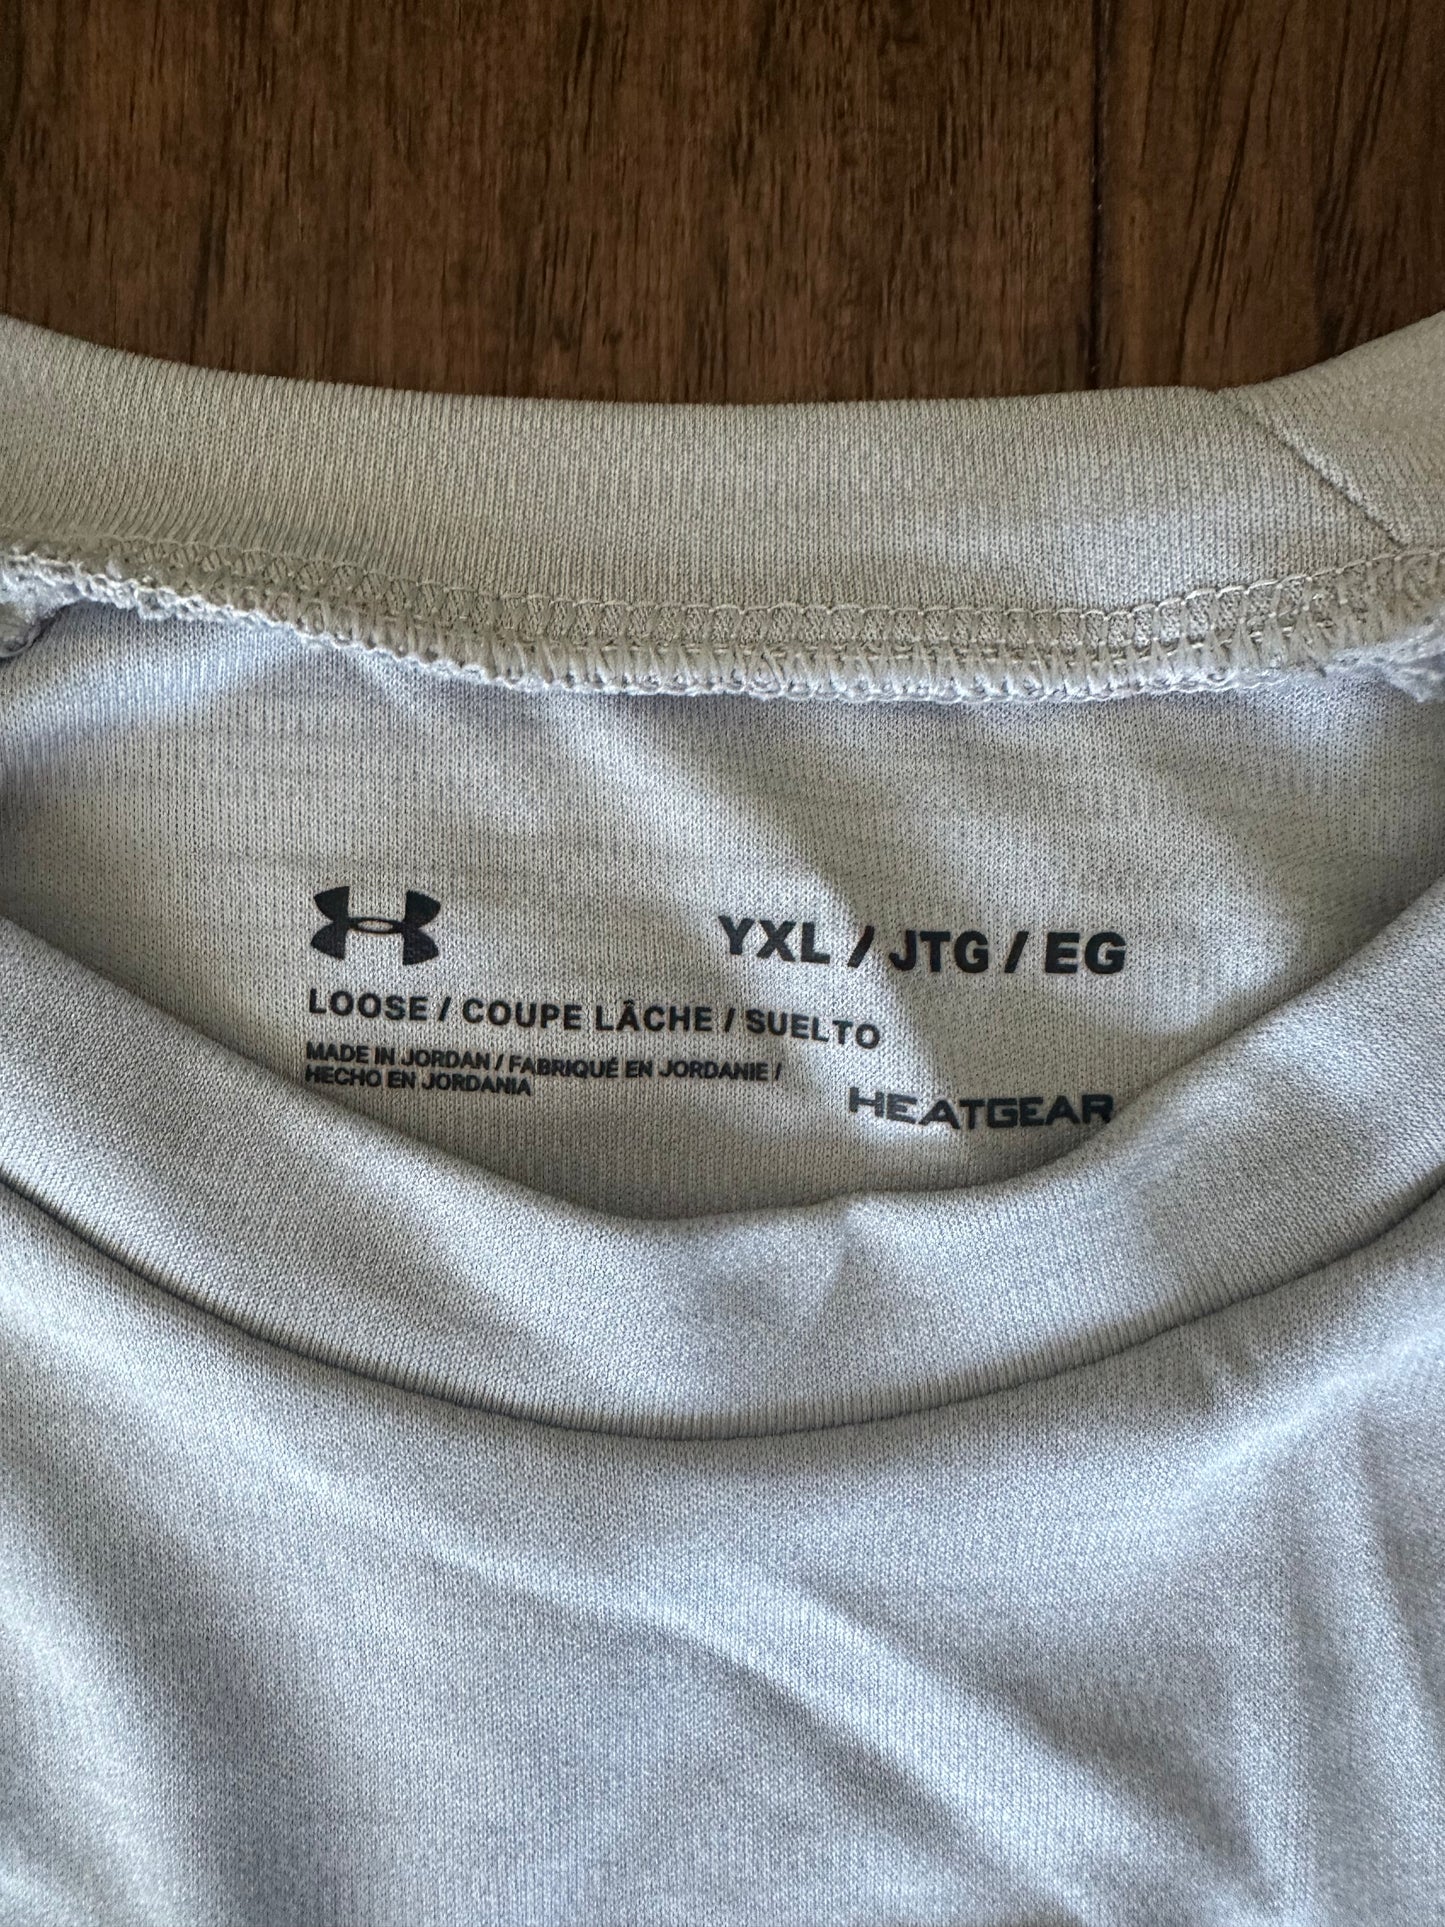 YXL / JTG / EG
LOOSE / COUPE LÂCHE / SUELTO
MADE IN JORDAN / FABRIQUÉ EN JORDANIE /
HECHO EN JORDANIA
HEATGEAR